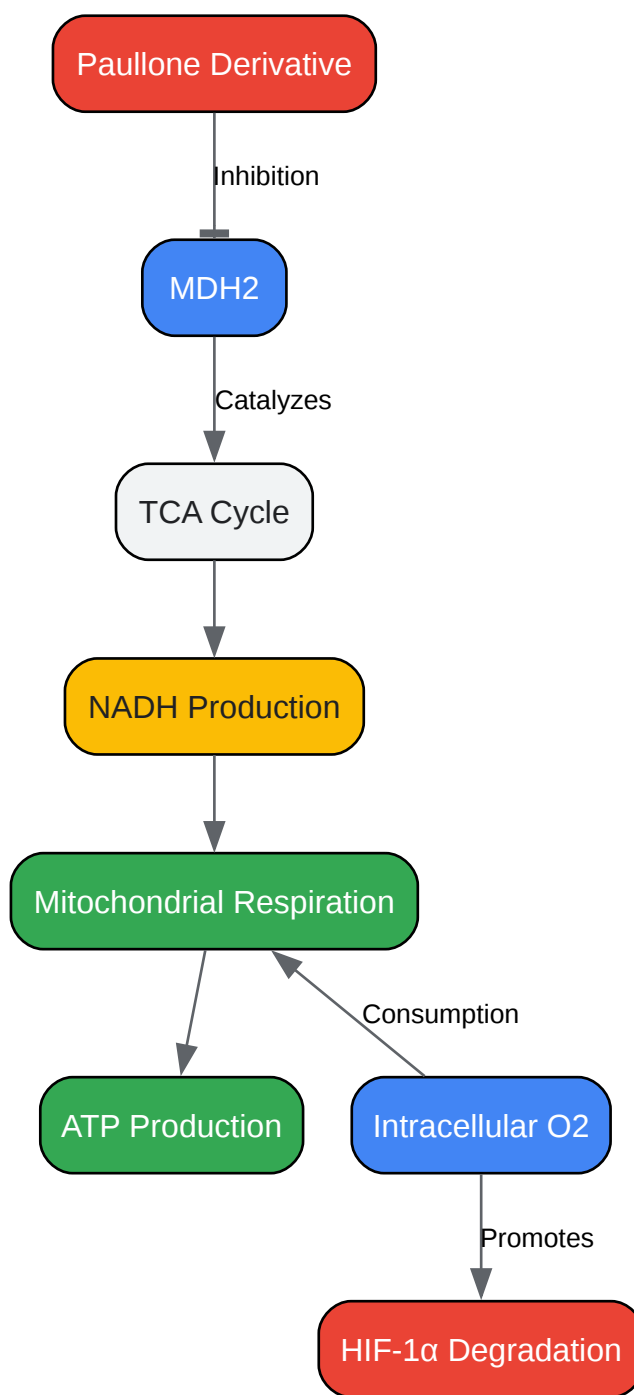 Paullone Derivative
Inhibition
MDH2
Catalyzes
TCA Cycle
NADH Production
Mitochondrial Respiration
Consumption
ATP Production
Intracellular O2
Promotes
HIF-1α Degradation